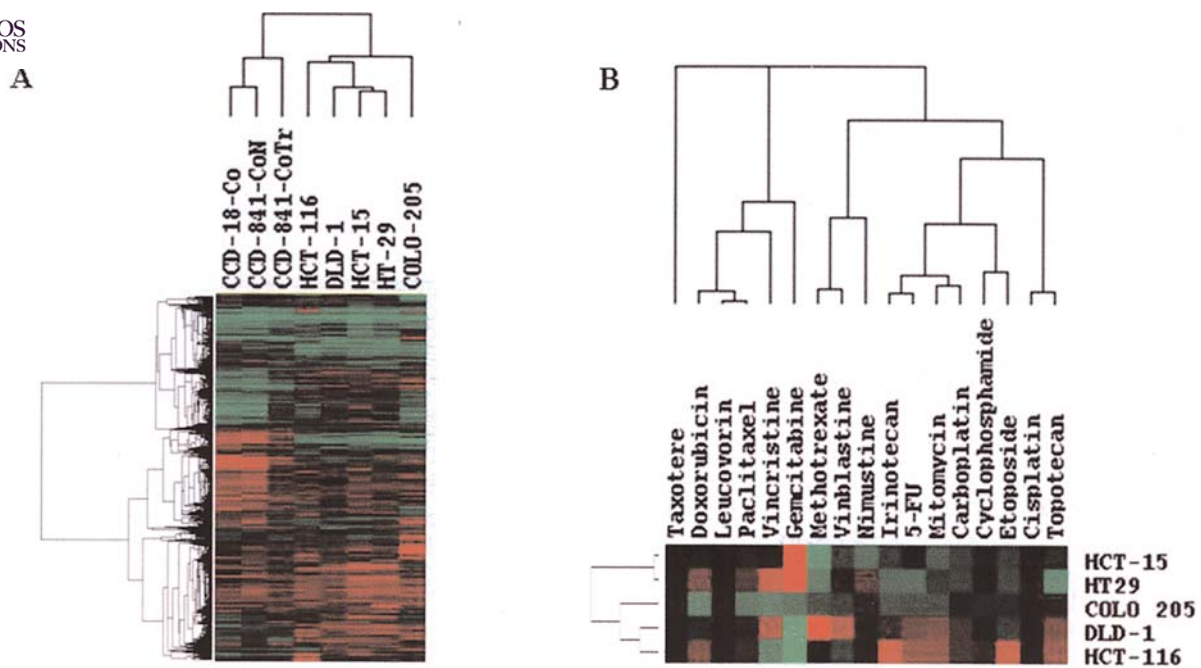 OS
ONS
A
B
CCD-18-Co
CCD-841-CoN
CCD-841-CoTr
HCT-116
DLD-1
HCT-15
HT-29
COLO-205
Taxotere
Doxorubicin
Leucovorin
Paclitaxel
Vincristine
Gemcitabine
Methotrexate
Vinblastine
Nimustine
Irinotecan
5-FU
Mitomycin
Carboplatin
Cyclophosphamide
Etoposide
Cisplatin
Topotecan
HCT-15
HT29
COLO 205
DLD-1
HCT-116